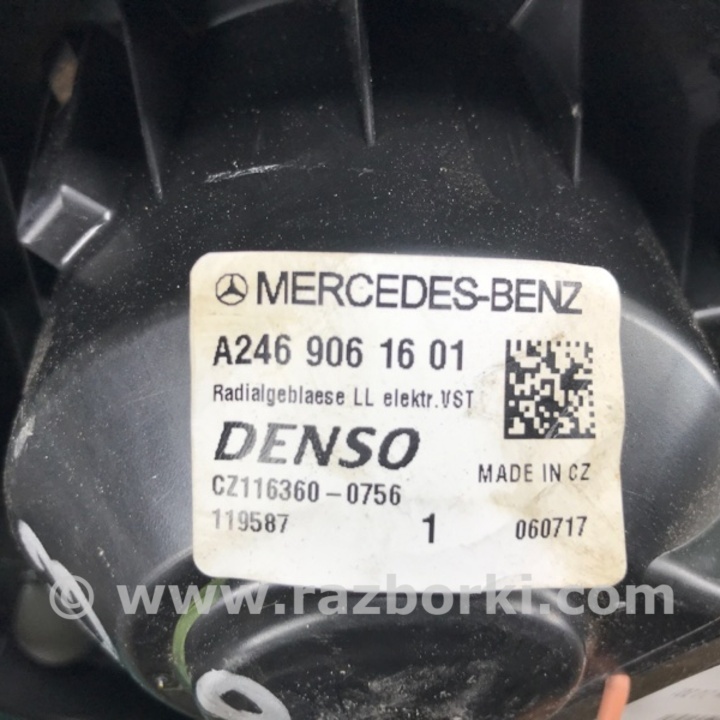 MERCEDES-BENZ
A246 906 16 01
Radialgeblaese LL elektr.VST
DENSO
CZ116360-0756
MADE IN CZ
119587 1 060717
© www.razborki.com